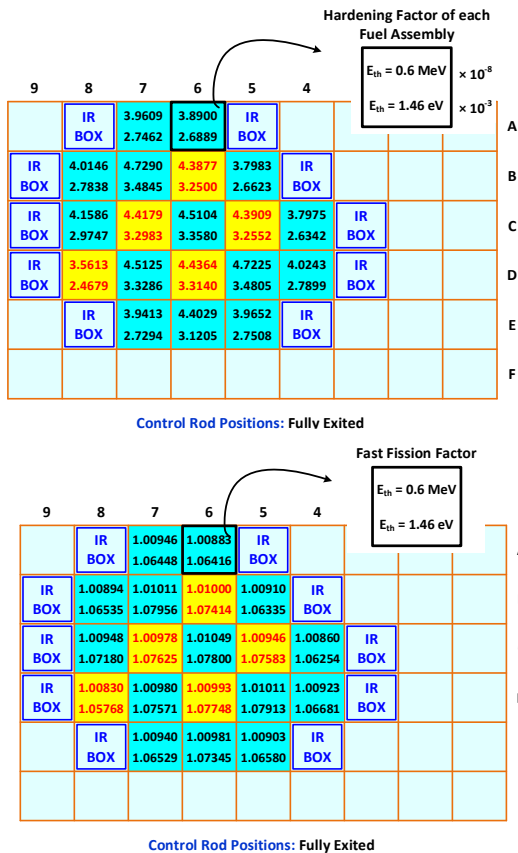 Hardening Factor of each
Fuel Assembly
Eth = 0.6 MeV × 10-8
Eth = 1.46 eV × 10-3
9 8 7 6 5 4
IR 3.9609 3.8900 IR
BOX 2.7462 2.6889 BOX
A
IR 4.0146 4.7290 4.3877 3.7983 IR
BOX 2.7838 3.4845 3.2500 2.6623 BOX
B
IR 4.1586 4.4179 4.5104 4.3909 3.7975 IR
BOX 2.9747 3.2983 3.3580 3.2552 2.6342 BOX
C
IR 3.5613 4.5125 4.4364 4.7225 4.0243 IR
BOX 2.4679 3.3286 3.3140 3.4805 2.7899 BOX
D
IR 3.9413 4.4029 3.9652 IR
BOX 2.7294 3.1205 2.7508 BOX
E
F
Control Rod Positions: Fully Exited
Fast Fission Factor
Eth = 0.6 MeV
Eth = 1.46 eV
9 8 7 6 5 4
IR 1.00946 1.00883 IR
BOX 1.06448 1.06416 BOX
IR 1.00894 1.01011 1.01000 1.00910 IR
BOX 1.06535 1.07956 1.07414 1.06335 BOX
IR 1.00948 1.00978 1.01049 1.00946 1.00860 IR
BOX 1.07180 1.07625 1.07800 1.07583 1.06254 BOX
IR 1.00830 1.00980 1.00993 1.01011 1.00923 IR
BOX 1.05768 1.07571 1.07748 1.07913 1.06681 BOX
IR 1.00940 1.00981 1.00903 IR
BOX 1.06529 1.07345 1.06580 BOX
Control Rod Positions: Fully Exited